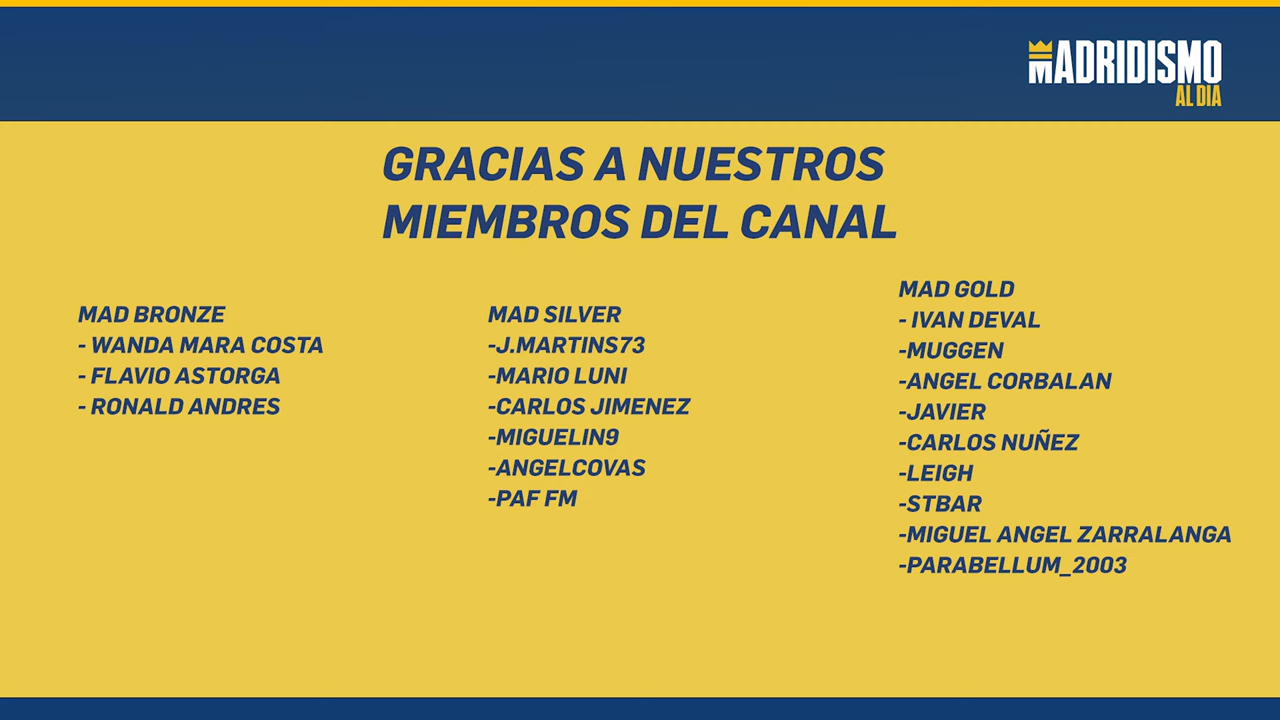 MADRIDISMO
AL DIA
GRACIAS A NUESTROS
MIEMBROS DEL CANAL
MAD BRONZE
- WANDA MARA COSTA
- FLAVIO ASTORGA
- RONALD ANDRES
MAD SILVER
-J.MARTINS73
-MARIO LUNI
-CARLOS JIMENEZ
-MIGUELIN9
-ANGELCOVAS
-PAF FM
MAD GOLD
- IVAN DEVAL
-MUGGEN
-ANGEL CORBALAN
-JAVIER
-CARLOS NUÑEZ
-LEIGH
-STBAR
-MIGUEL ANGEL ZARRALANGA
-PARABELLUM_2003